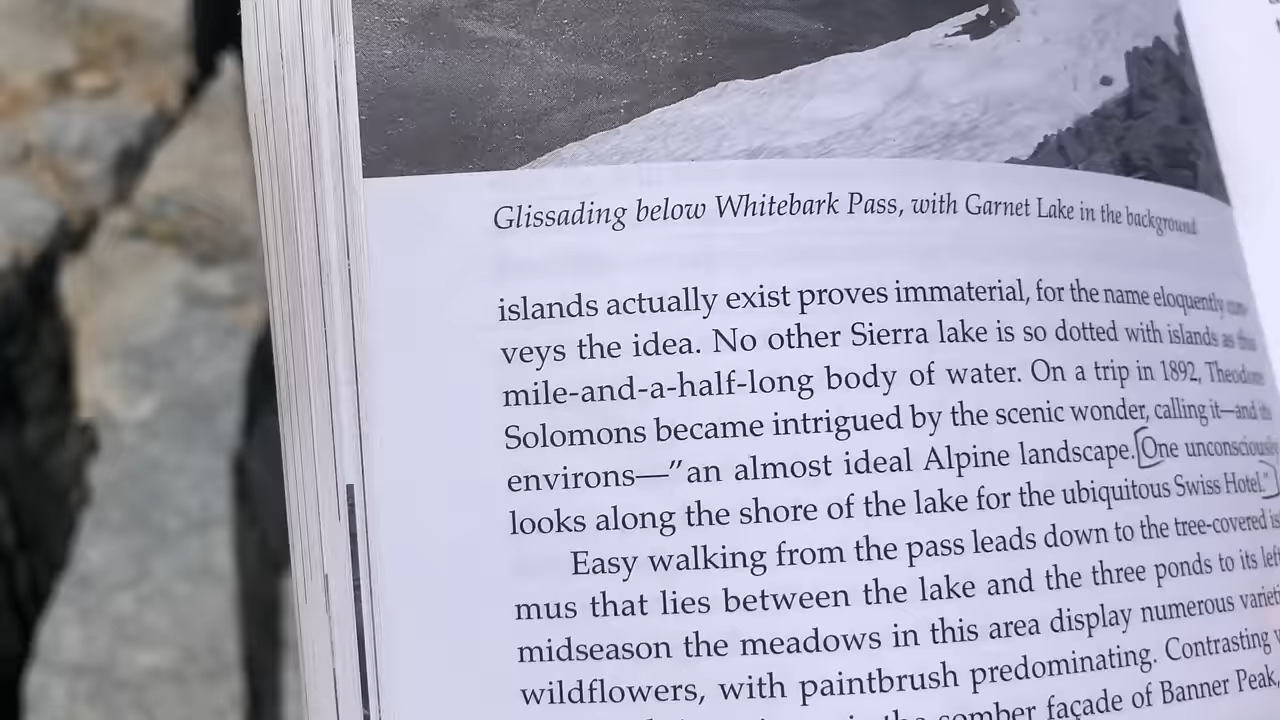 Glissading below Whitebark Pass, with Garnet Lake in the background
islands actually exist proves immaterial, for the name eloquently
veys the idea. No other Sierra lake is so dotted with islands as this
mile-and-a-half-long body of water. On a trip in 1892, Theodore
Solomons became intrigued by the scenic wonder, calling it—and its
environs—"an almost ideal Alpine landscape. [One unconsciously
looks along the shore of the lake for the ubiquitous Swiss Hotel."]
Easy walking from the pass leads down to the tree-covered
mus that lies between the lake and the three ponds to its left
midseason the meadows in this area display numerous
wildflowers, with paintbrush predominating. Contrasting
in the somber façade of Banner Peak,